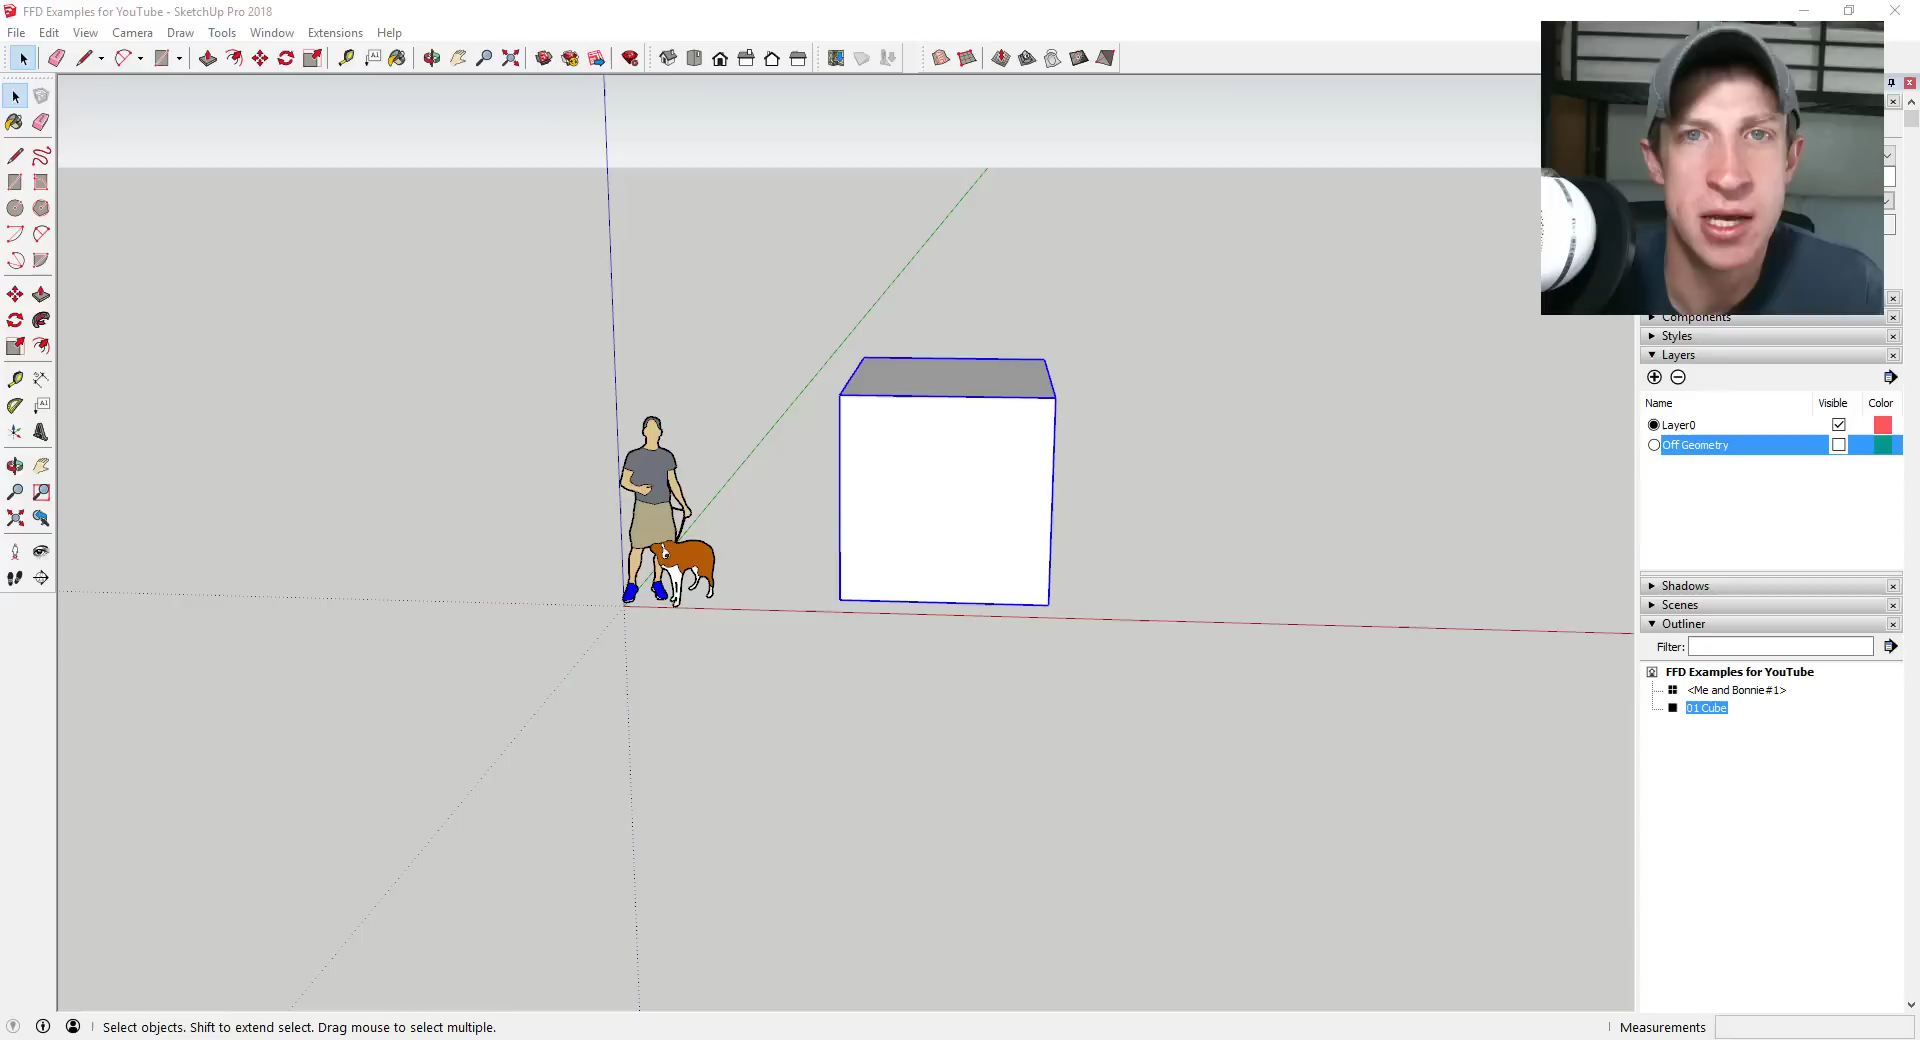 FFD Examples for YouTube - SketchUp Pro 2018
File Edit View Camera Draw Tools Window Extensions Help
Components
Styles
Layers
Name Visible Color
Layer0
Off Geometry
Shadows
Scenes
Outliner
Filter:
FFD Examples for YouTube
<Me and Bonnie#1>
01 Cube
Select objects. Shift to extend select. Drag mouse to select multiple.
Measurements